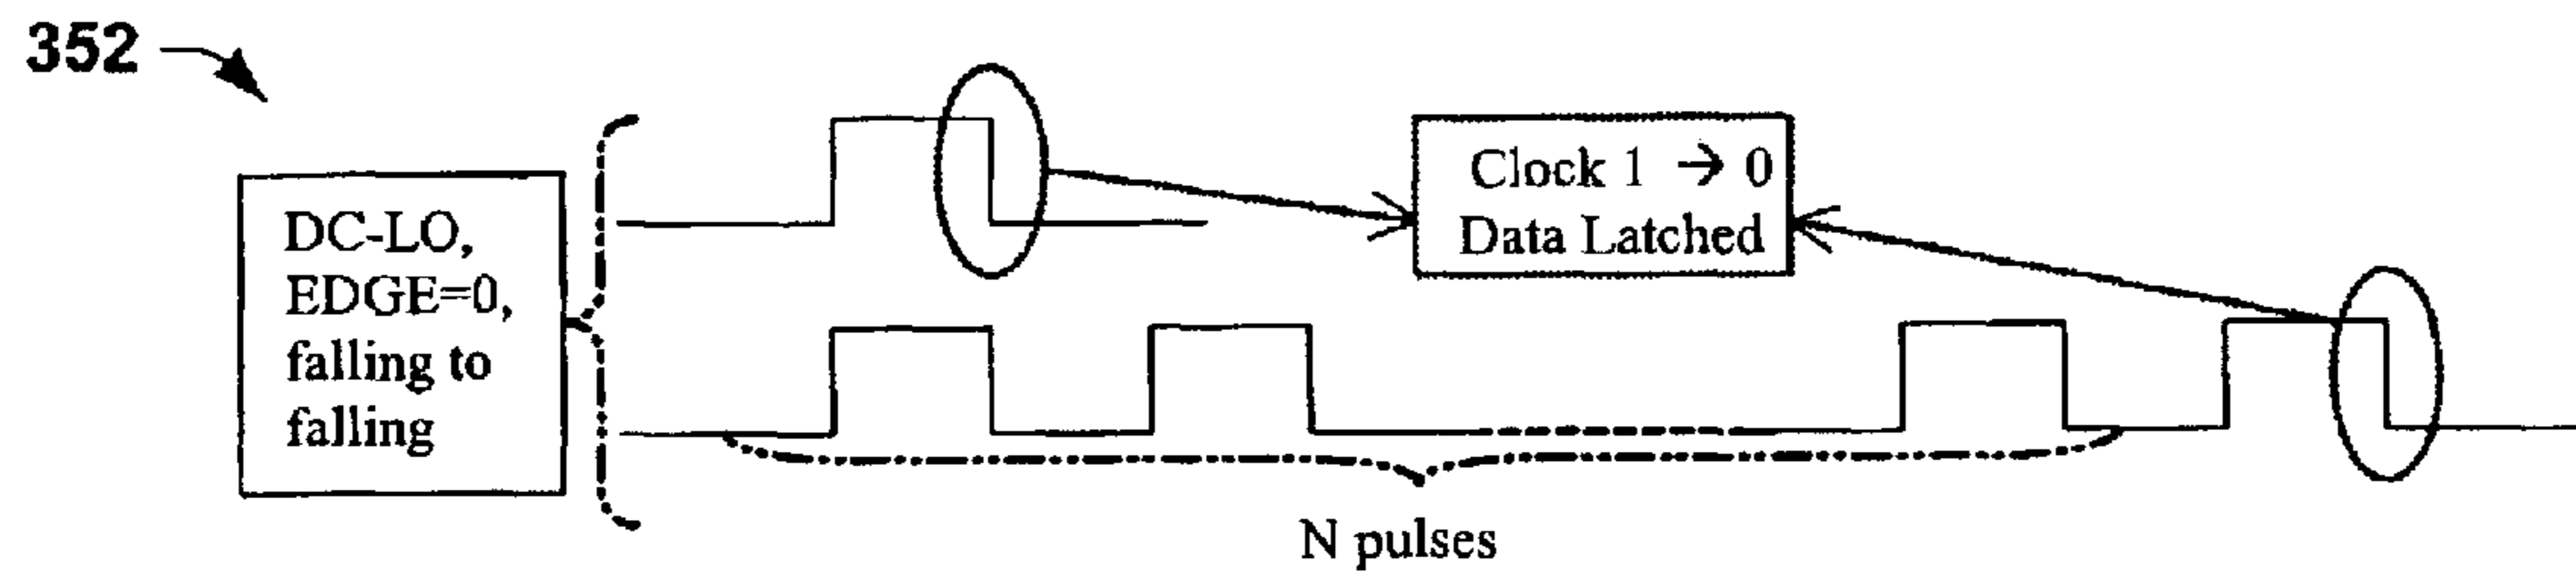 352
DC-LO,
EDGE=0,
falling to
falling
Clock 1 → 0
Data Latched
N pulses